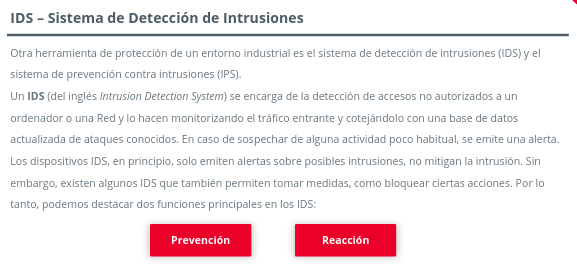 IDS – Sistema de Detección de Intrusiones
Otra herramienta de protección de un entorno industrial es el sistema de detección de intrusiones (IDS) y el
sistema de prevención contra intrusiones (IPS).
Un IDS (del inglés Intrusion Detection System) se encarga de la detección de accesos no autorizados a un
ordenador o una Red y lo hacen monitorizando el tráfico entrante y cotejándolo con una base de datos
actualizada de ataques conocidos. En caso de sospechar de alguna actividad poco habitual, se emite una alerta.
Los dispositivos IDS, en principio, solo emiten alertas sobre posibles intrusiones, no mitigan la intrusión. Sin
embargo, existen algunos IDS que también permiten tomar medidas, como bloquear ciertas acciones. Por lo
tanto, podemos destacar dos funciones principales en los IDS:
Prevención
Reacción